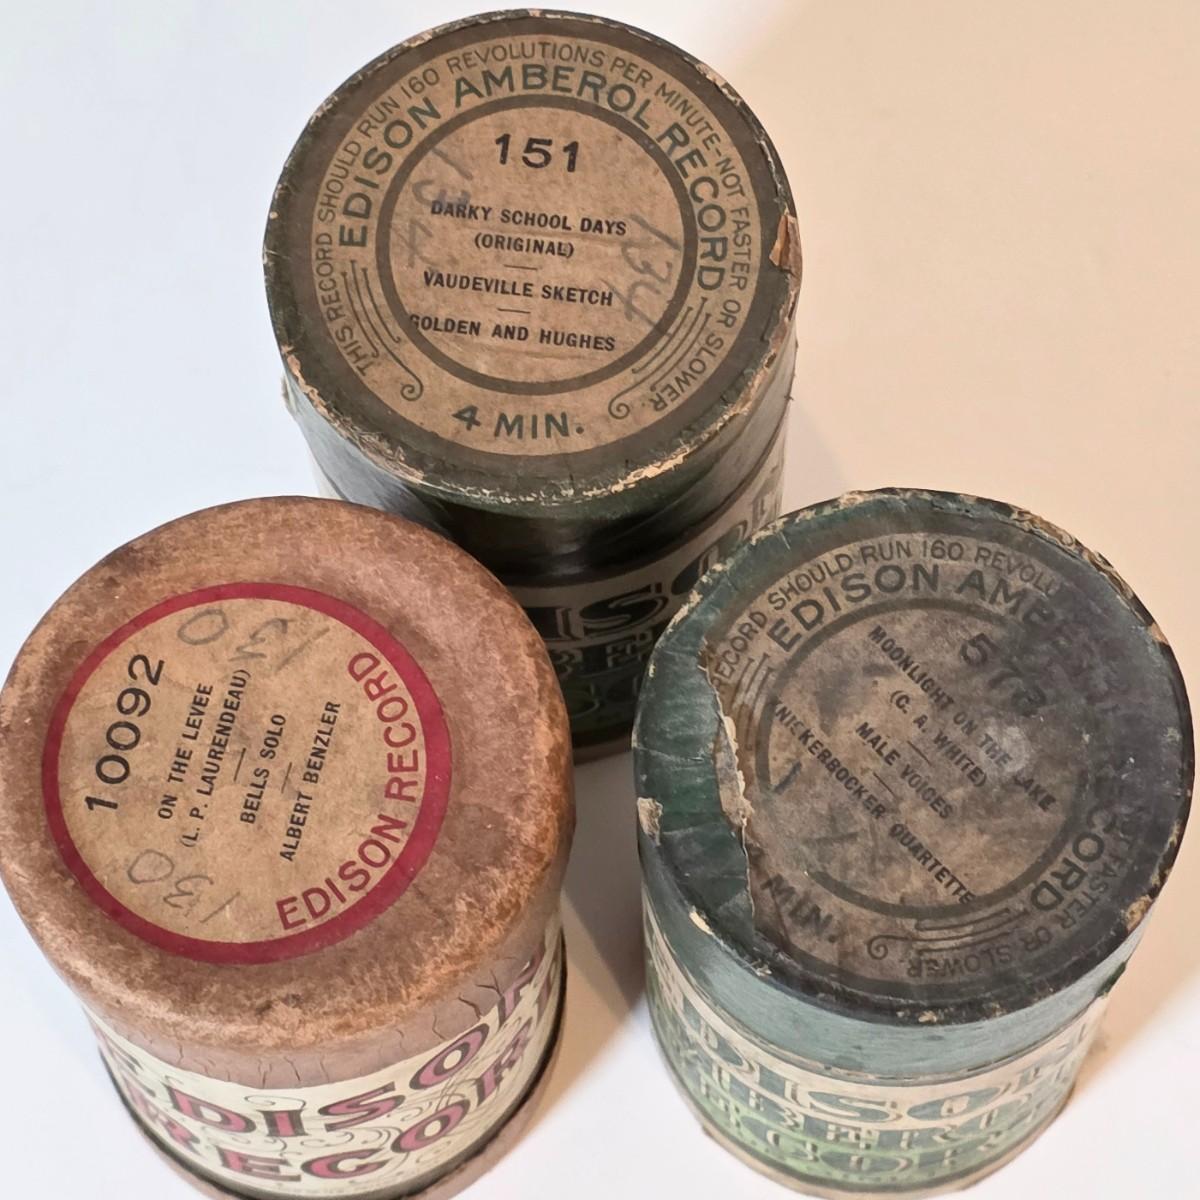 THIS RECORD SHOULD RUN 160 REVOLUTIONS PER MINUTE-NOT FASTER OR SLOWER.
EDISON AMBEROL RECORD
151
DARKY SCHOOL DAYS
(ORIGINAL)
VAUDEVILLE SKETCH
GOLDEN AND HUGHES
4 MIN.
134
134
10092
ON THE LEVEE
(L. P. LAURENDEAU)
BELLS SOLO
ALBERT BENZLER
EDISON RECORD
130
EDISON
RECORD
RECORD SHOULD RUN 160 REVOLU
FASTER OR SLOWER.
EDISON AMBEROL RECORD
MOONLIGHT ON THE LAKE
(C. A. WHITE)
MALE VOICES
KNICKERBOCKER QUARTETTE
MIN.